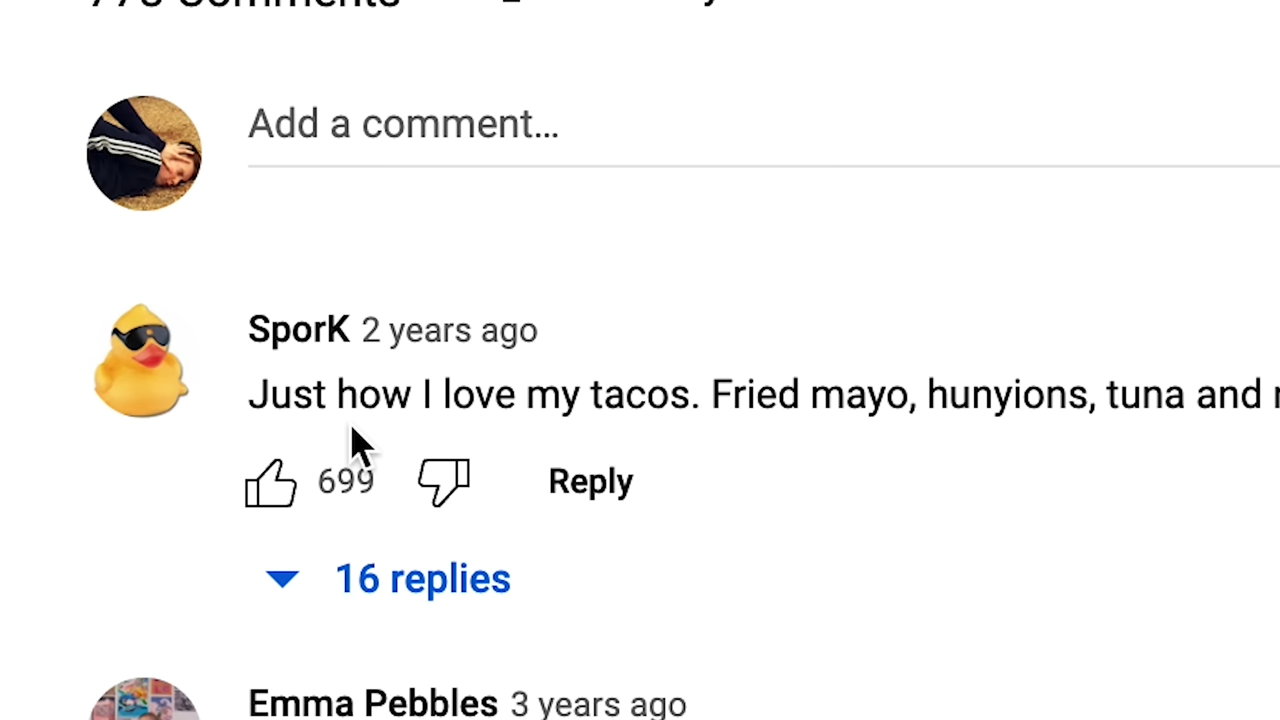 Comments
Add a comment...
SporK 2 years ago
Just how I love my tacos. Fried mayo, hunyions, tuna and
699
Reply
16 replies
Emma Pebbles 3 years ago